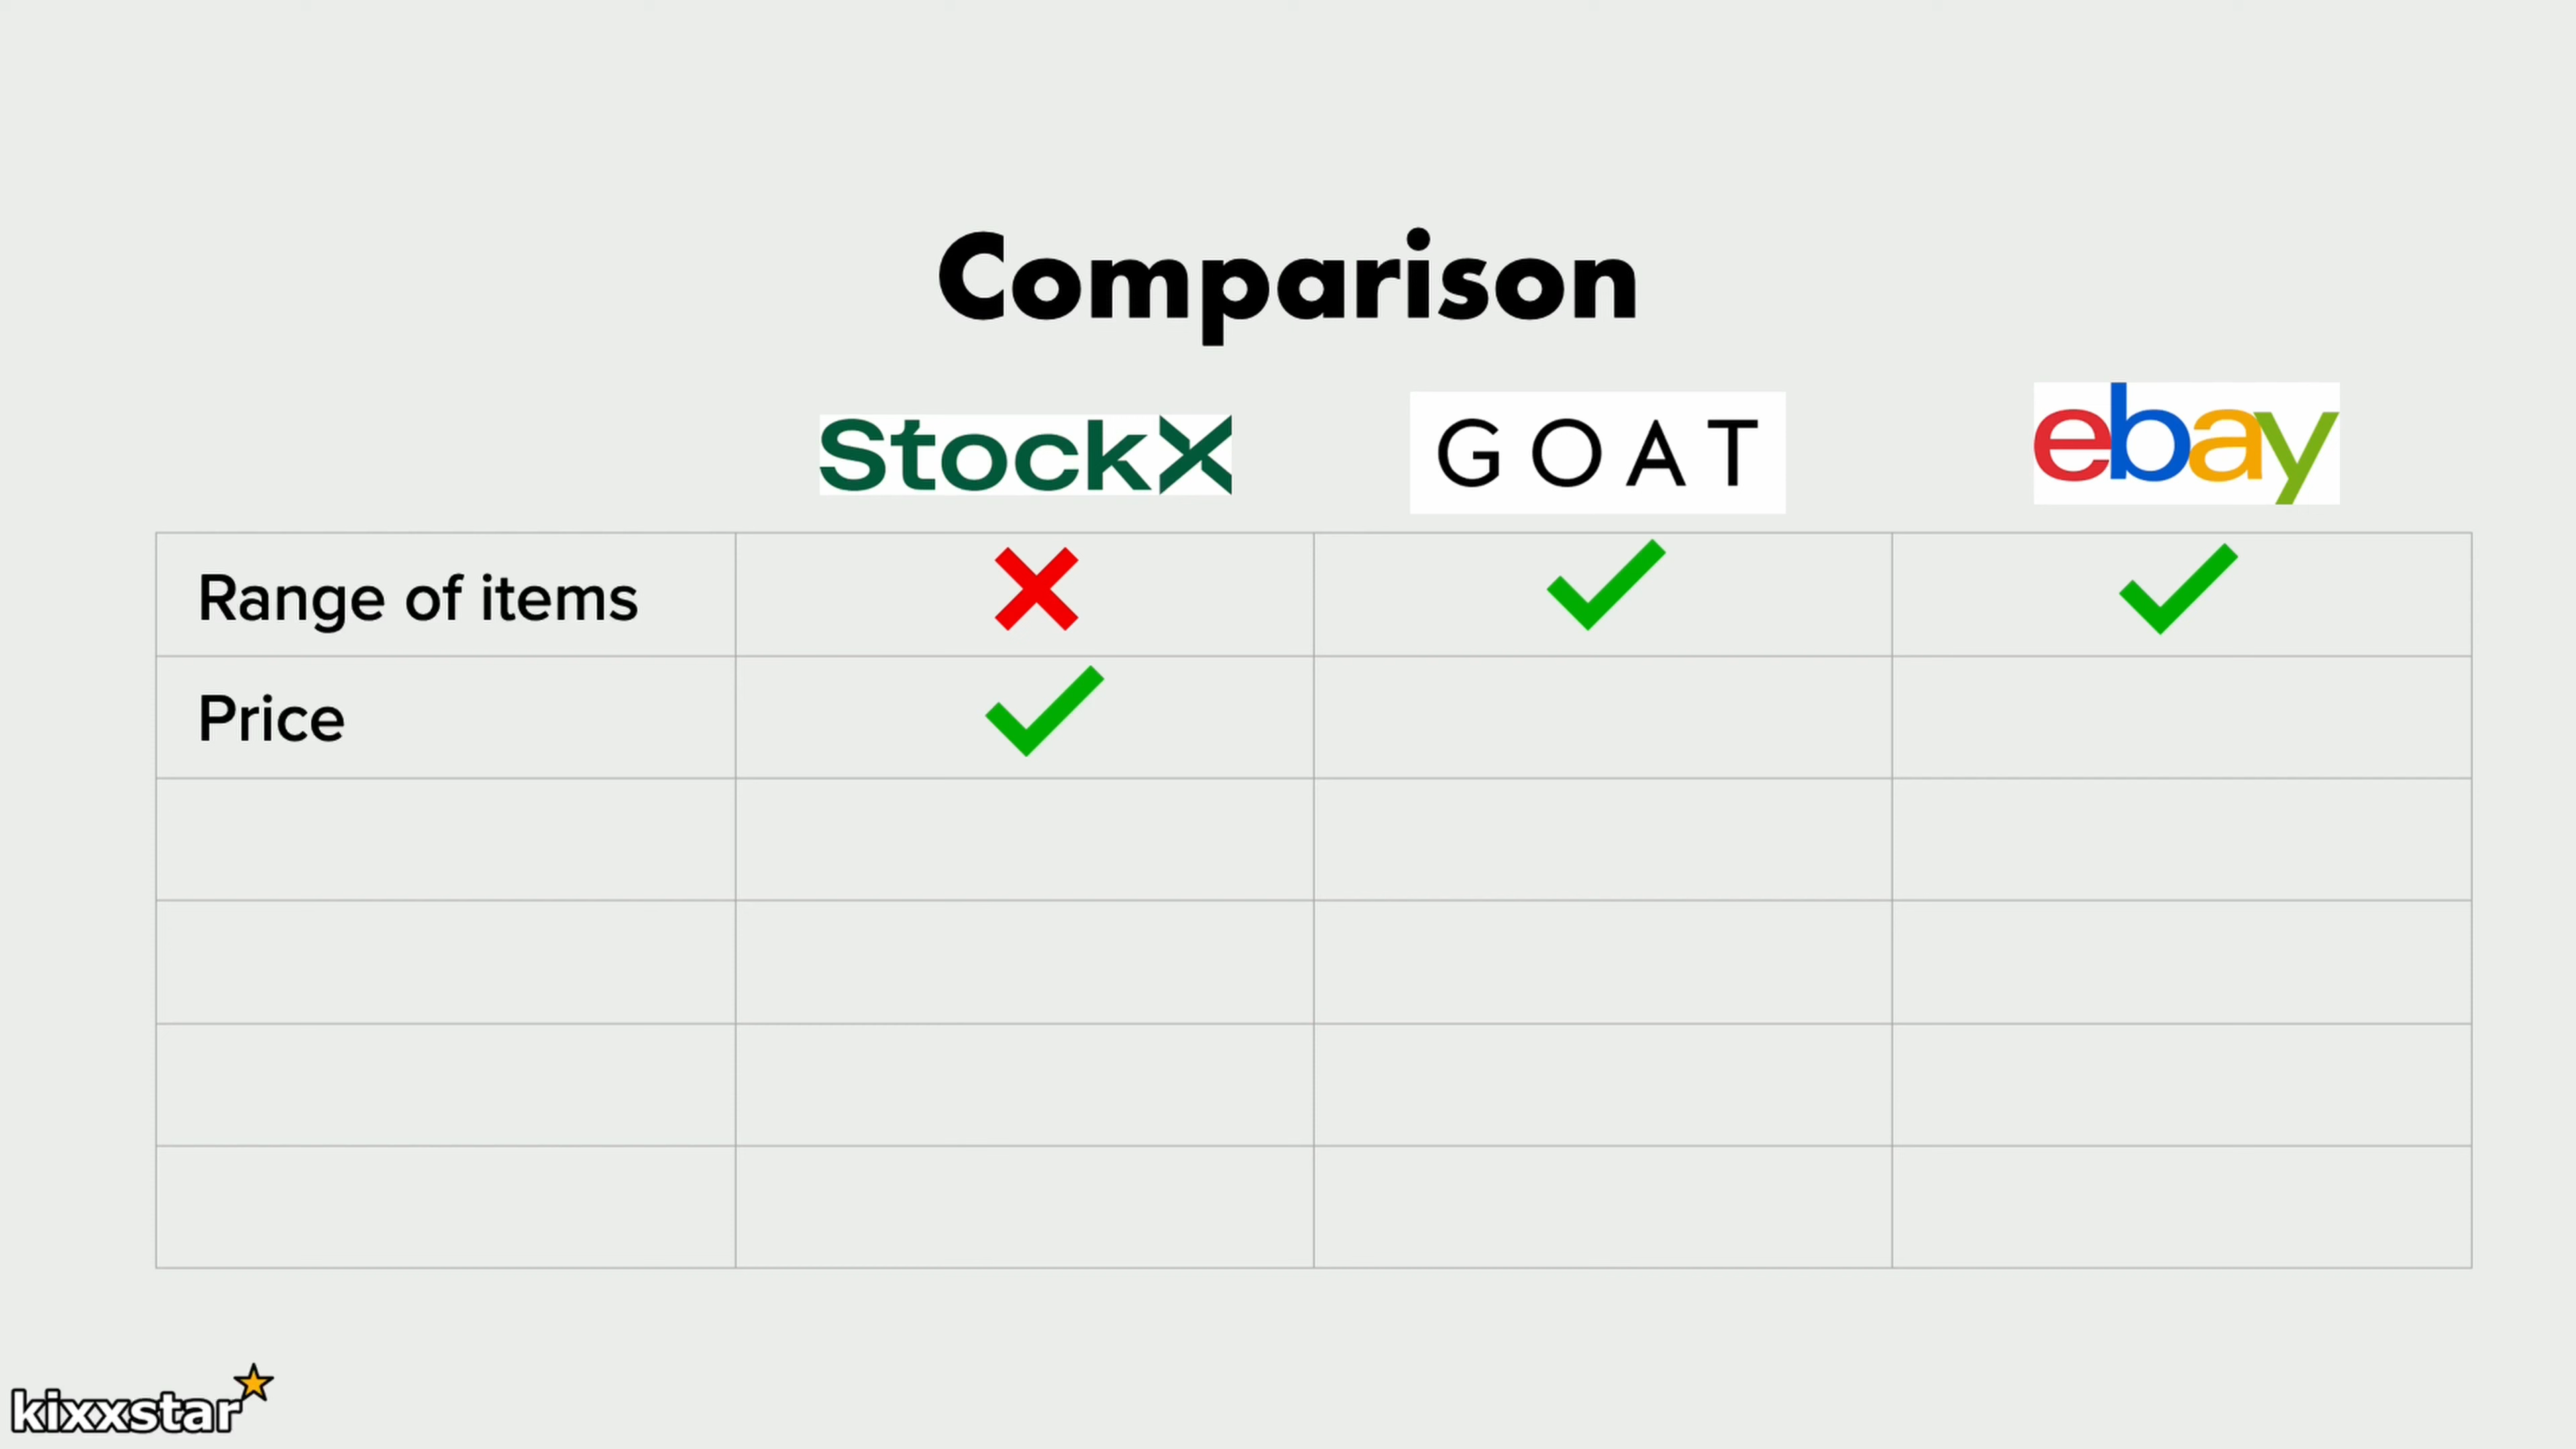 Comparison
StockX GOAT ebay
Range of items
Price
kixxstar